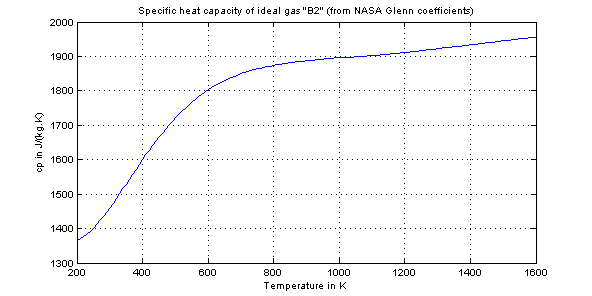 Specific heat capacity of ideal gas "B2" (from NASA Glenn coefficients)
2000
1900
1800
1700
1600
1500
1400
1300
cp in J/(kg.K)
200 400 600 800 1000 1200 1400 1600
Temperature in K